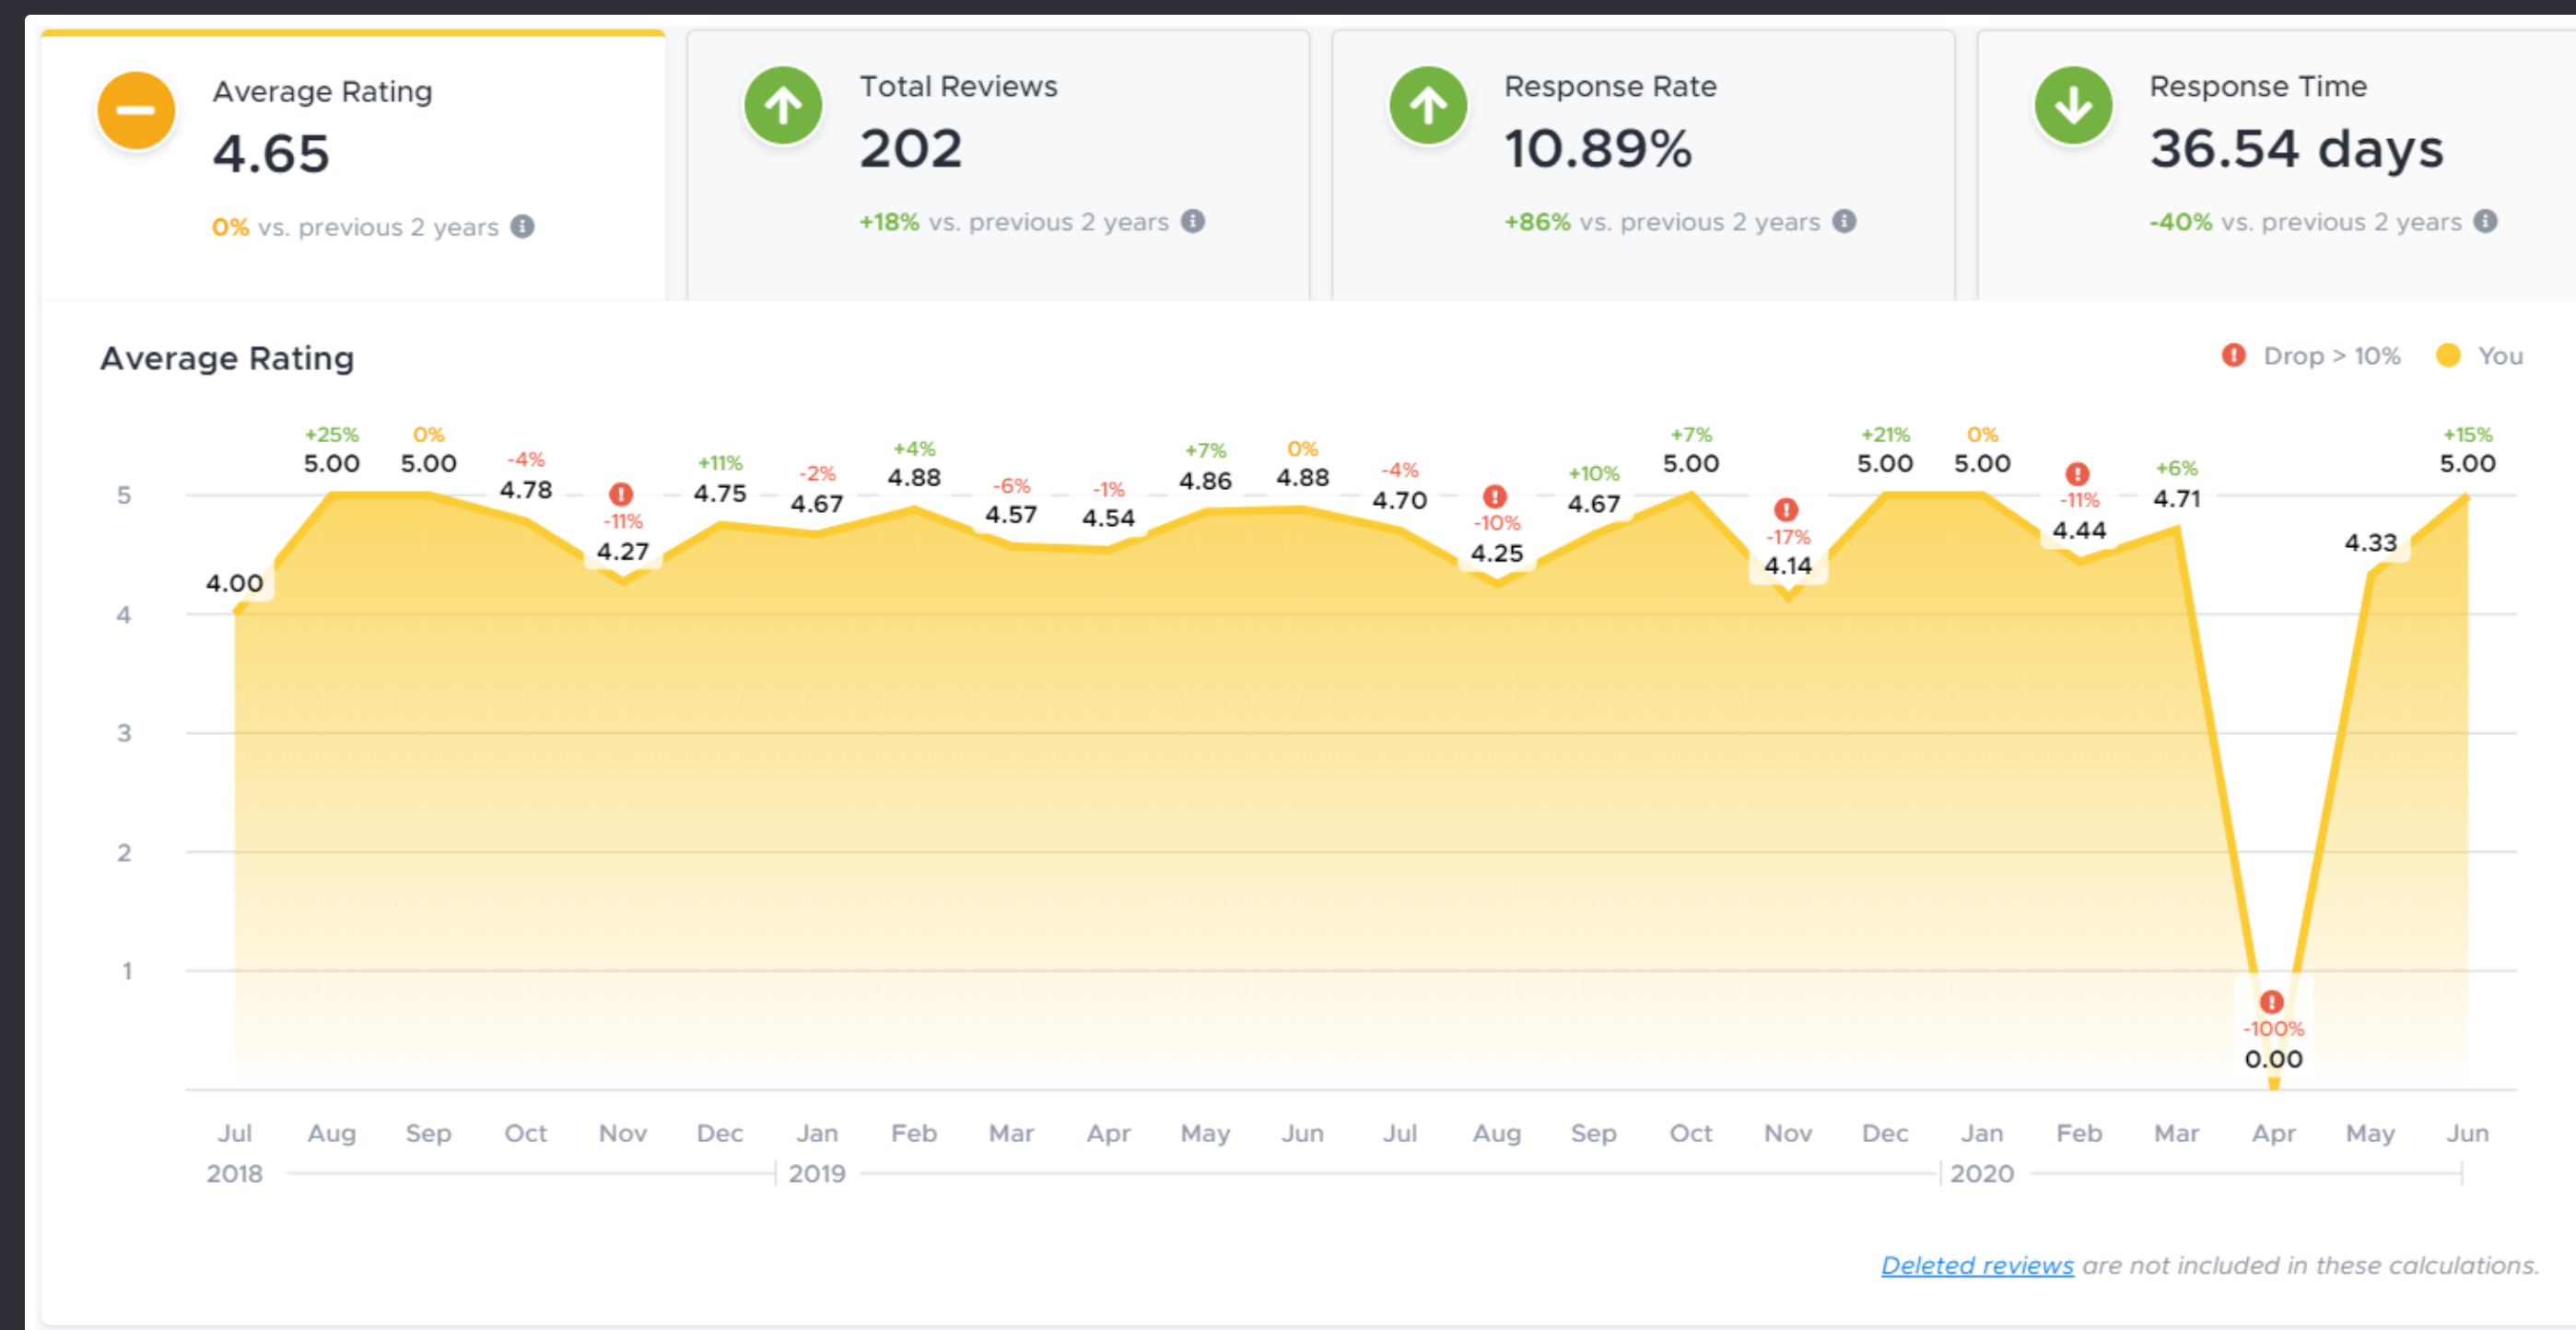 Average Rating
4.65
0% vs. previous 2 years
Total Reviews
202
+18% vs. previous 2 years
Response Rate
10.89%
+86% vs. previous 2 years
Response Time
36.54 days
-40% vs. previous 2 years
Average Rating
Drop > 10% You
+25% 0% -4% -11% +11% -2% +4% -6% -1% +7% 0% -4% -10% +10% +7% -17% +21% 0% -11% +6% -100% +15%
4.00 5.00 5.00 4.78 4.27 4.75 4.67 4.88 4.57 4.54 4.86 4.88 4.70 4.25 4.67 5.00 4.14 5.00 5.00 4.44 4.71 0.00 4.33 5.00
5
4
3
2
1
Jul Aug Sep Oct Nov Dec Jan Feb Mar Apr May Jun Jul Aug Sep Oct Nov Dec Jan Feb Mar Apr May Jun
2018 2019 2020
Deleted reviews are not included in these calculations.